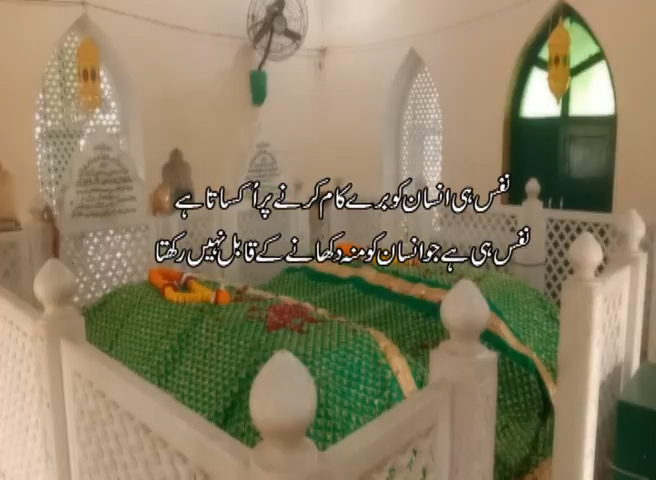 نفس ہی انسان کو برے کام کرنے پر اُکساتا ہے
نفس ہی ہے جو انسان کو منہ دکھانے کے قابل نہیں رکھتا